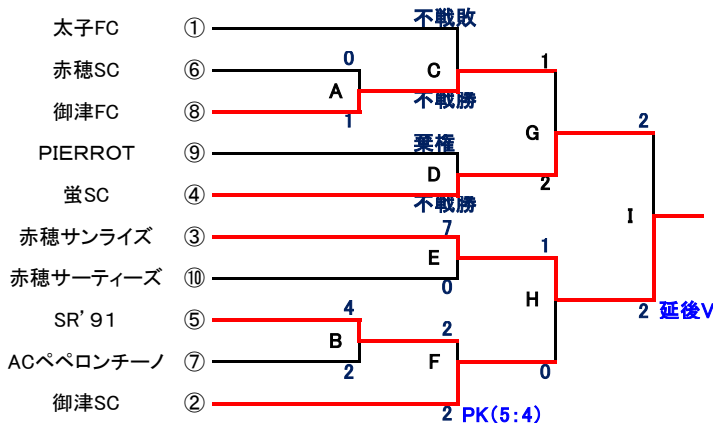 太子FC ① 不戦敗
0 1
赤穂SC ⑥ C
A
御津FC ⑧ 不戦勝
1 G 2
PIERROT ⑨ 棄権
D 2
蛍SC ④ 不戦勝
I
赤穂サンライズ ③ 7 1
E
赤穂サーティーズ ⑩ 0 H
SR’91 ⑤ 4 2 2 延後V
B
ACペペロンチーノ ⑦ 2 F 0
御津SC ② 2 PK(5:4)